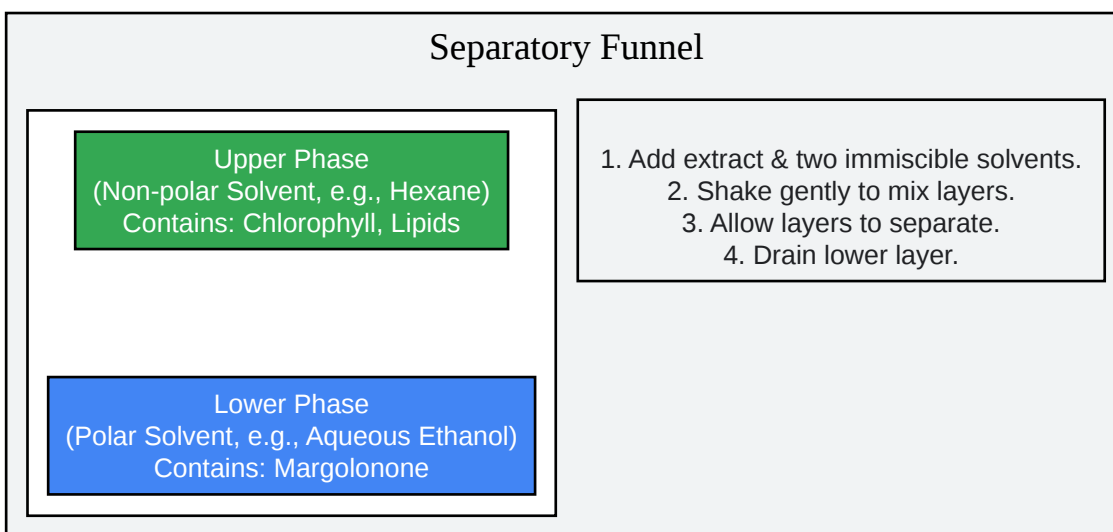 Separatory Funnel
Upper Phase
(Non-polar Solvent, e.g., Hexane)
Contains: Chlorophyll, Lipids
1. Add extract & two immiscible solvents.
2. Shake gently to mix layers.
3. Allow layers to separate.
4. Drain lower layer.
Lower Phase
(Polar Solvent, e.g., Aqueous Ethanol)
Contains: Margolonone